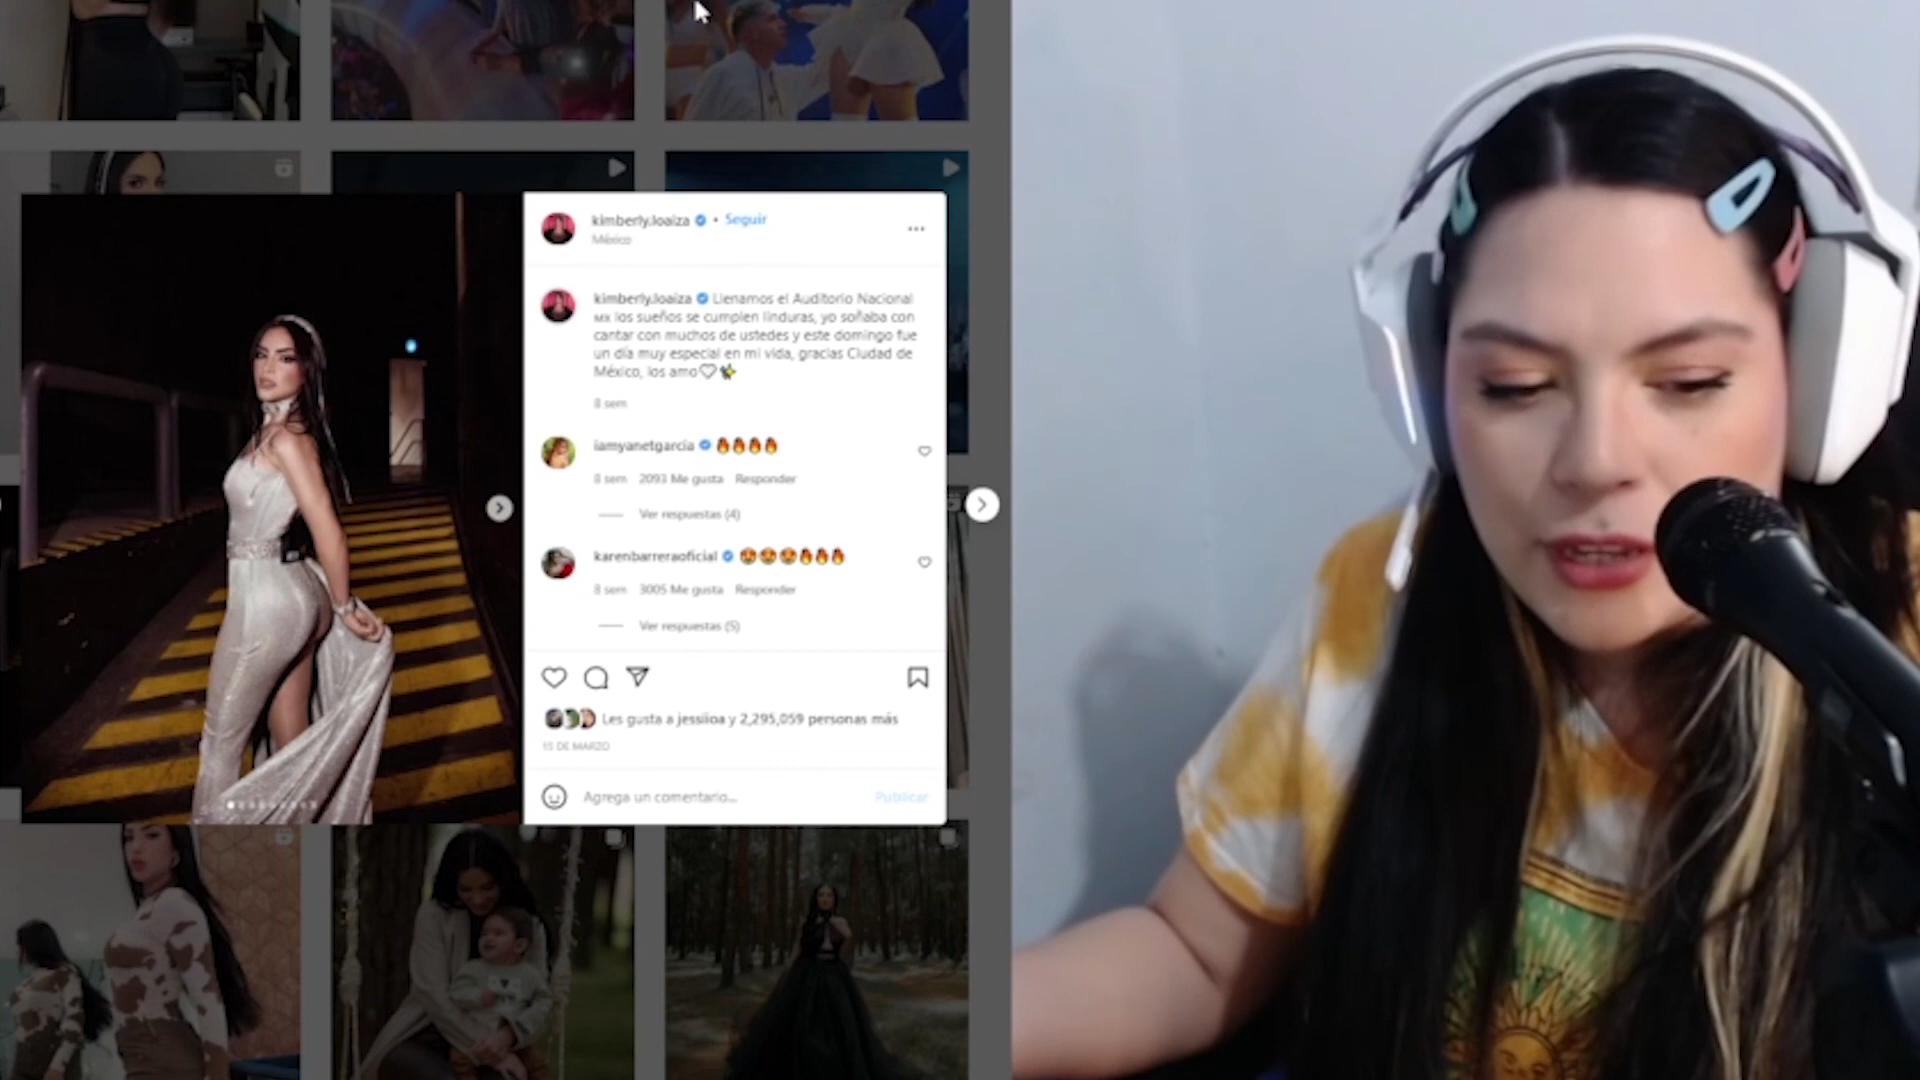 kimberly.loaiza • Seguir
México
kimberly.loaiza Llenamos el Auditorio Nacional
MX los sueños se cumplen linduras, yo soñaba con
cantar con muchos de ustedes y este domingo fue
un día muy especial en mi vida, gracias Ciudad de
México, los amo
8 sem
iamyanetgarcia
8 sem 2093 Me gusta Responder
Ver respuestas (4)
karenbarreraoficial
8 sem 3005 Me gusta Responder
Ver respuestas (5)
Les gusta a jessiioa y 2,295,059 personas más
15 DE MARZO
Agrega un comentario...
Publicar